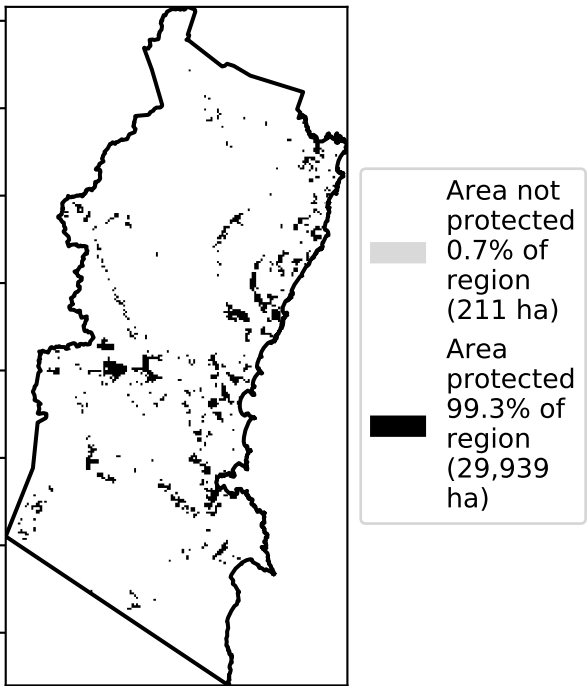 Area not
protected
0.7% of
region
(211 ha)
Area
protected
99.3% of
region
(29,939
ha)